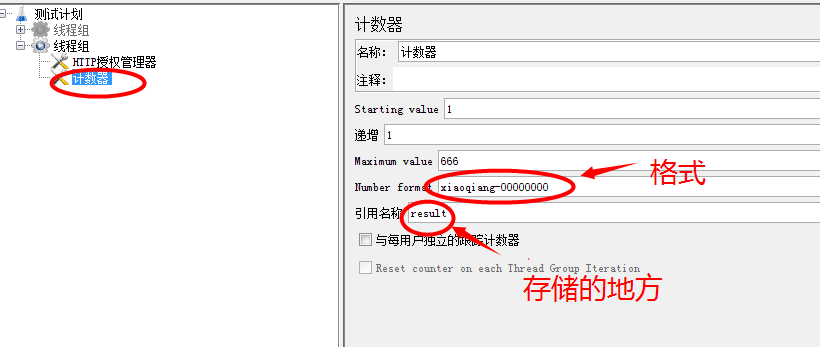 测试计划
线程组
线程组
HTTP授权管理器
计数器
计数器
名称: 计数器
注释:
Starting value 1
递增 1
Maximum value 666
Number format xiaoqiang-00000000
格式
引用名称 result
与每用户独立的跟踪计数器
Reset counter on each Thread Group Iteration
存储的地方